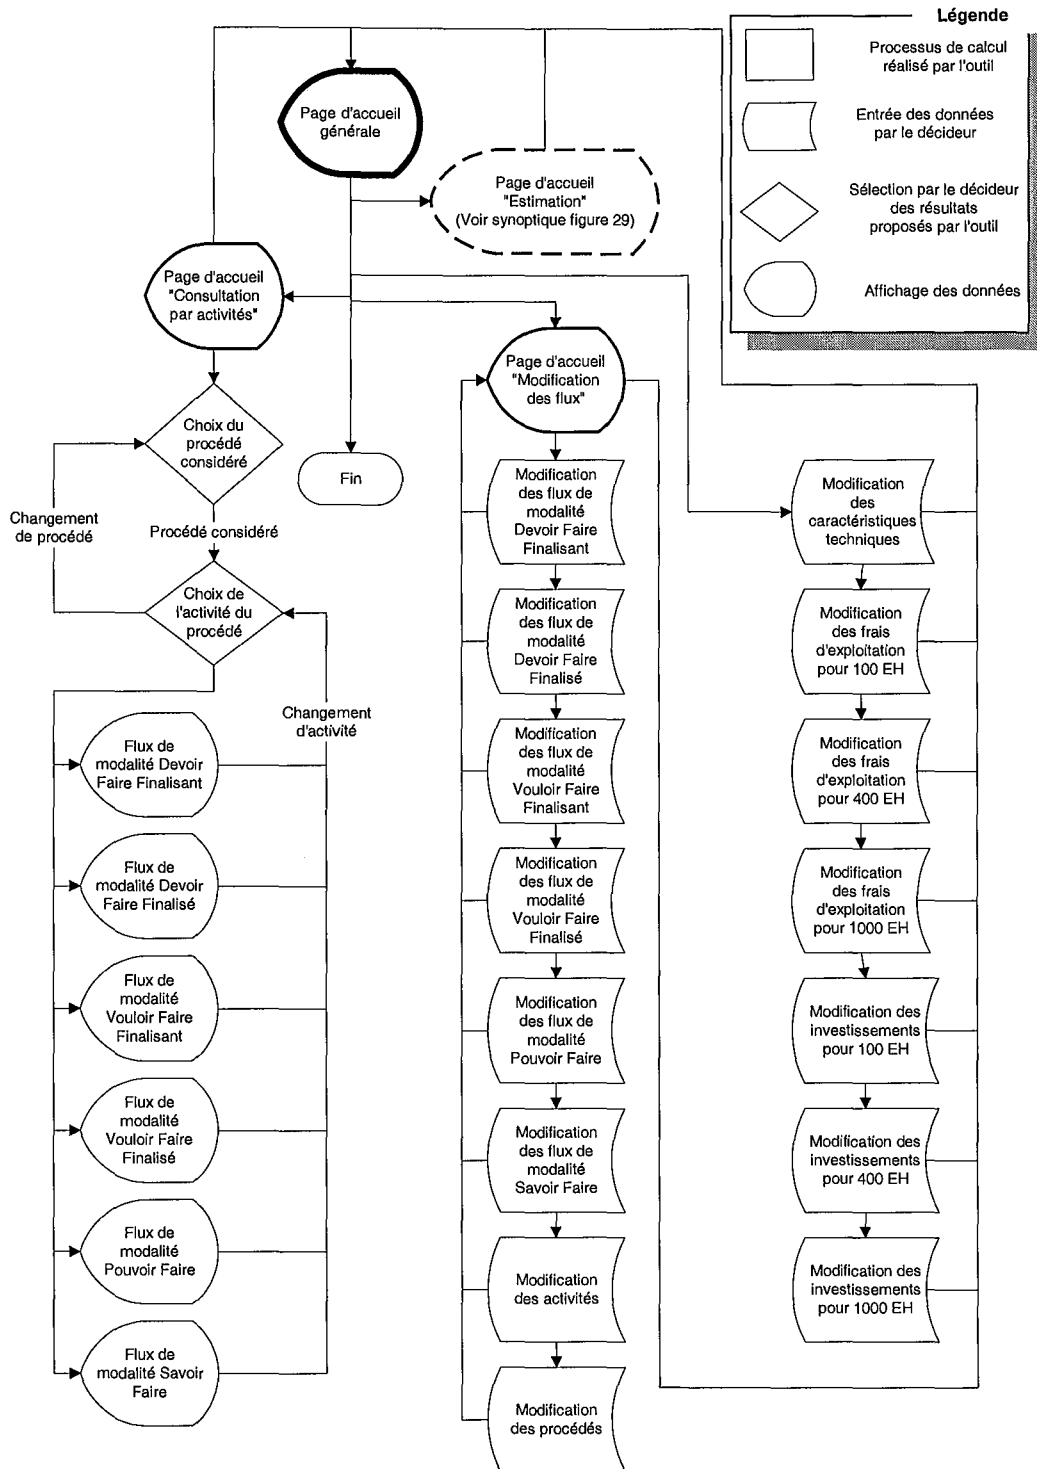 Légende
Processus de calcul
réalisé par l'outil
Entrée des données
par le décideur
Sélection par le décideur
des résultats
proposés par l'outil
Affichage des données
Page d'accueil
générale
Page d'accueil
"Estimation"
(Voir synoptique figure 29)
Page d'accueil
"Consultation
par activités"
Page d'accueil
"Modification
des flux"
Choix du
procédé
considéré
Fin
Changement
de procédé
Procédé considéré
Choix de
l'activité du
procédé
Changement
d'activité
Flux de
modalité Devoir
Faire Finalisant
Flux de
modalité Devoir
Faire Finalisé
Flux de
modalité
Vouloir Faire
Finalisant
Flux de
modalité
Vouloir Faire
Finalisé
Flux de
modalité
Pouvoir Faire
Flux de
modalité Savoir
Faire
Modification
des flux de
modalité
Devoir Faire
Finalisant
Modification
des flux de
modalité
Devoir Faire
Finalisé
Modification
des flux de
modalité
Vouloir Faire
Finalisant
Modification
des flux de
modalité
Vouloir Faire
Finalisé
Modification
des flux de
modalité
Pouvoir Faire
Modification
des flux de
modalité
Savoir Faire
Modification
des activités
Modification
des procédés
Modification
des
caractéristiques
techniques
Modification
des frais
d'exploitation
pour 100 EH
Modification
des frais
d'exploitation
pour 400 EH
Modification
des frais
d'exploitation
pour 1000 EH
Modification des
investissements
pour 100 EH
Modification des
investissements
pour 400 EH
Modification des
investissements
pour 1000 EH